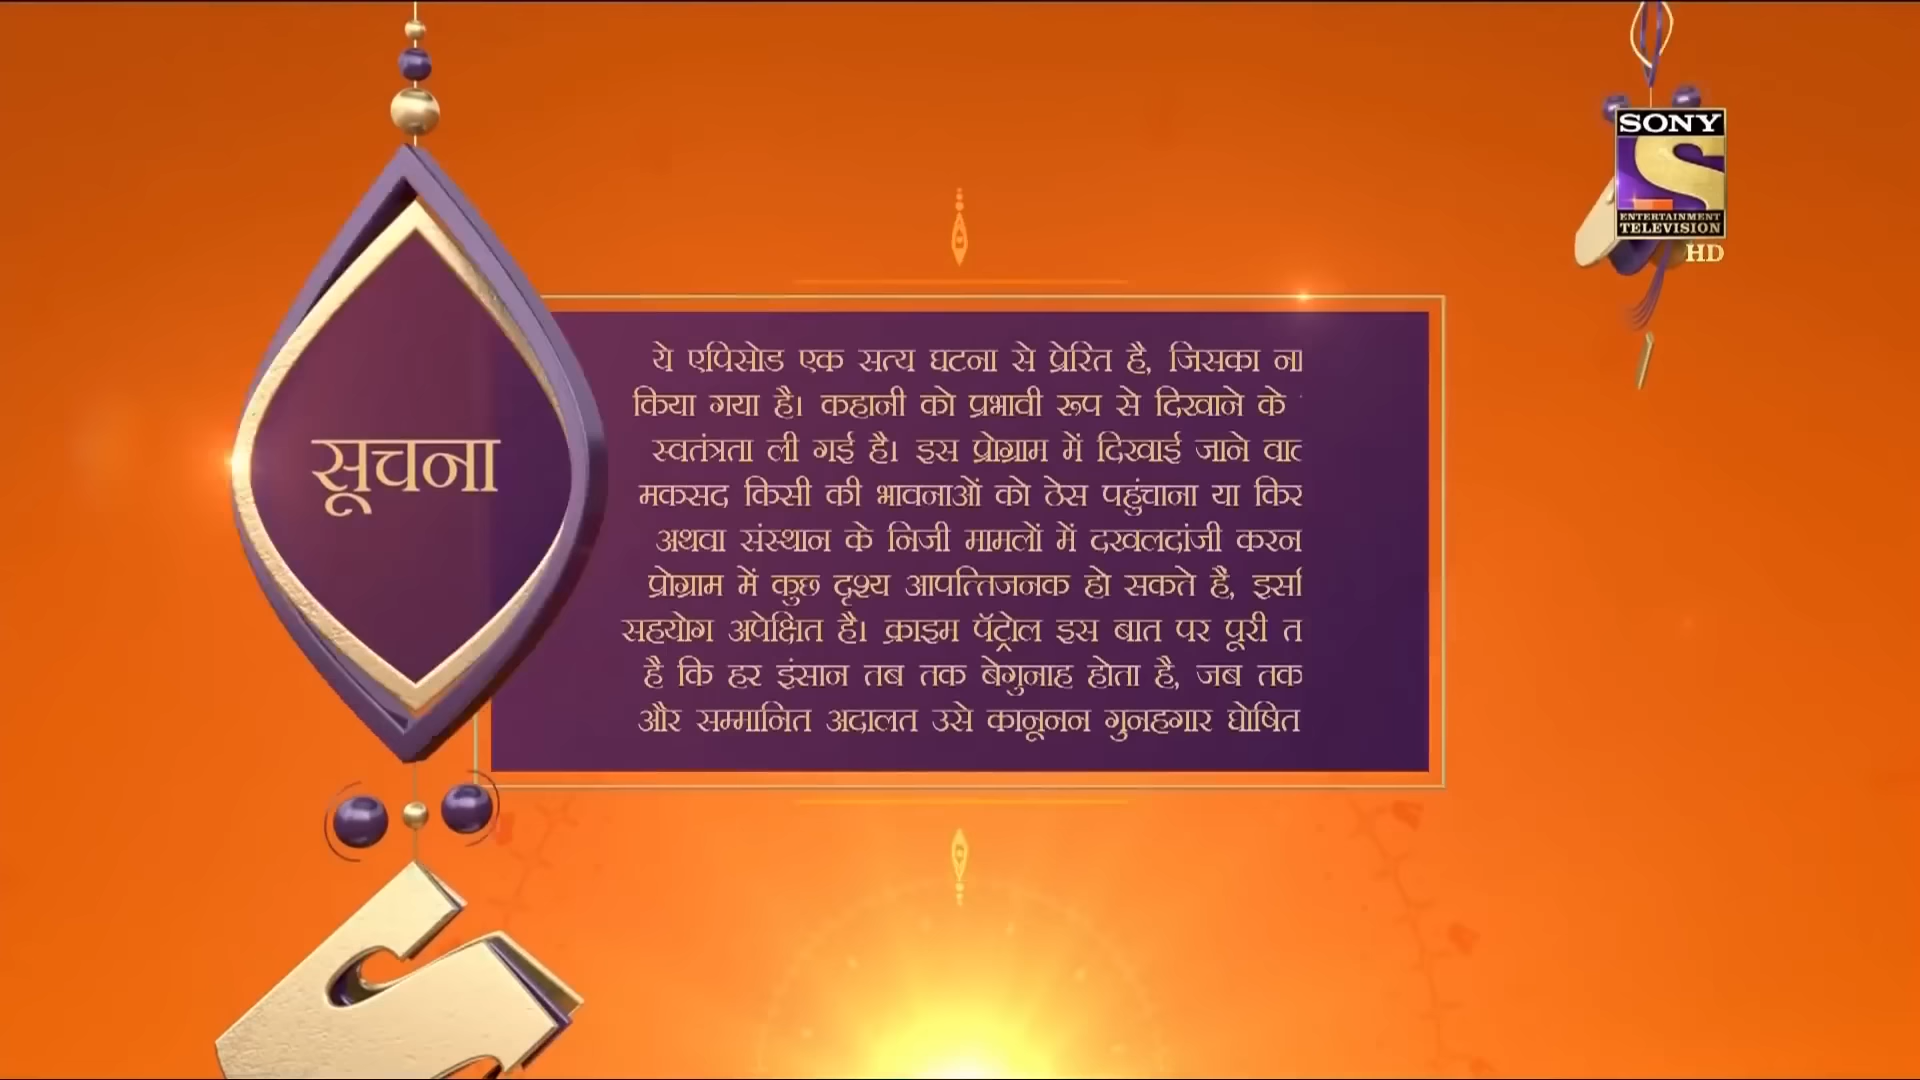 SONY
ENTERTAINMENT
TELEVISION
HD
सूचना
ये एपिसोड एक सत्य घटना से प्रेरित है, जिसका ना
किया गया है। कहानी को प्रभावी रूप से दिखाने के
स्वतंत्रता ली गई है। इस प्रोग्राम में दिखाई जाने
मकसद किसी की भावनाओं को ठेस पहुंचाना या
अथवा संस्थान के निजी मामलों में दखलदांजी करन
प्रोग्राम में कुछ दृश्य आपत्तिजनक हो सकते हैं,
सहयोग अपेक्षित है। क्राइम पॅट्रोल इस बात पर पूरी त
है कि हर इंसान तब तक बेगुनाह होता है, जब तक
और सम्मानित अदालत उसे कानूनन गुनहगार घोषित